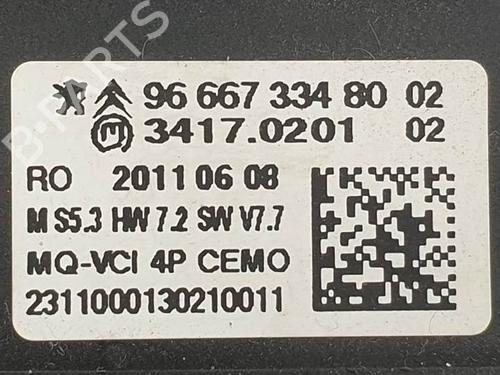 96 667 334 80 02
34170.0201 02
RO 2011 06 08
M S5.3 HW 7.2 SW V7.7
MQ-VCI 4P CEMO
2311000130210011
B-PARTS